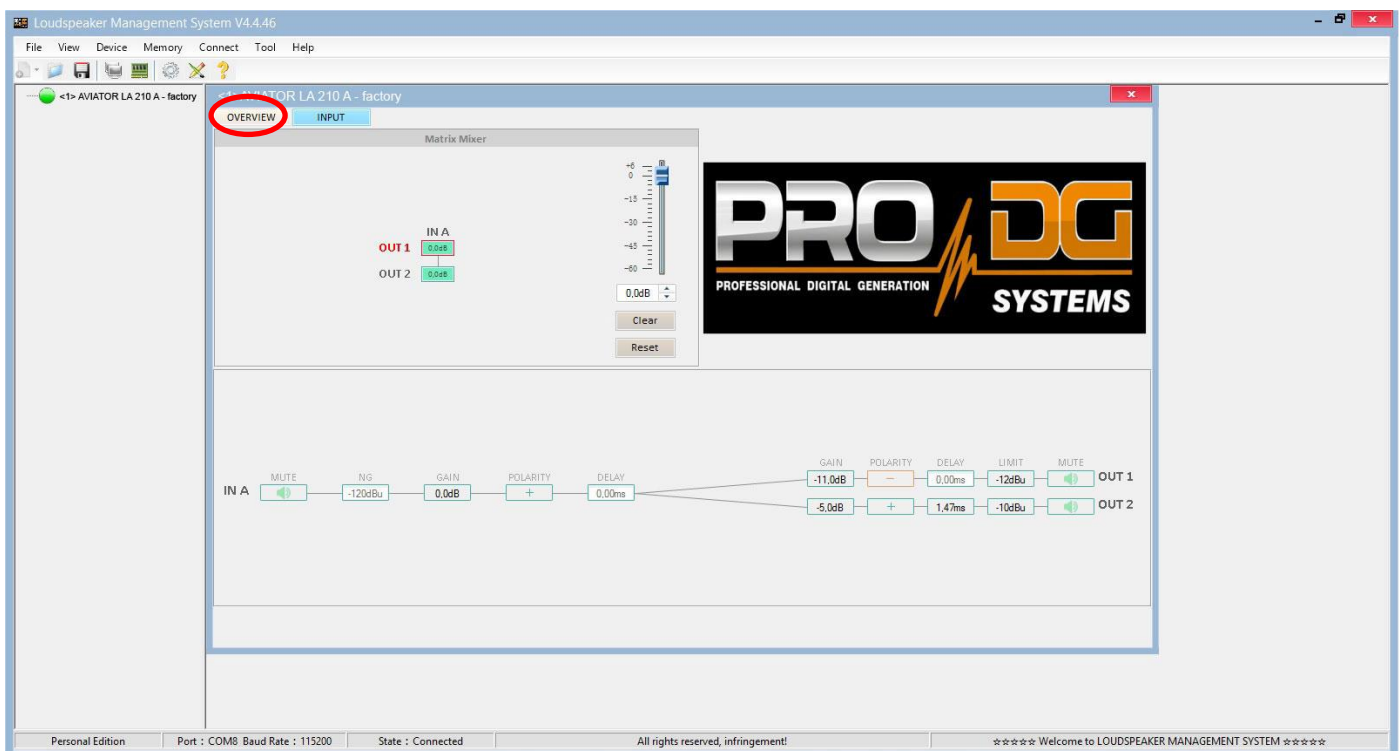 Loudspeaker Management System V4.4.46
File View Device Memory Connect Tool Help
<1> AVIATOR LA 210 A - factory
<1> AVIATOR LA 210 A - factory
OVERVIEW INPUT
Matrix Mixer
+6
0
-15
-30
-45
-60
IN A
OUT 1 0,0dB
OUT 2 0,0dB
0,0dB
Clear
Reset
PRO DG
PROFESSIONAL DIGITAL GENERATION
SYSTEMS
GAIN POLARITY DELAY LIMIT MUTE
-11,0dB − 0,00ms -12dBu OUT 1
MUTE NG GAIN POLARITY DELAY
IN A -120dBu 0,0dB + 0,00ms
-5,0dB + 1,47ms -10dBu OUT 2
Personal Edition Port : COM8 Baud Rate : 115200 State : Connected All rights reserved, infringement! ☆☆☆☆☆ Welcome to LOUDSPEAKER MANAGEMENT SYSTEM ☆☆☆☆☆